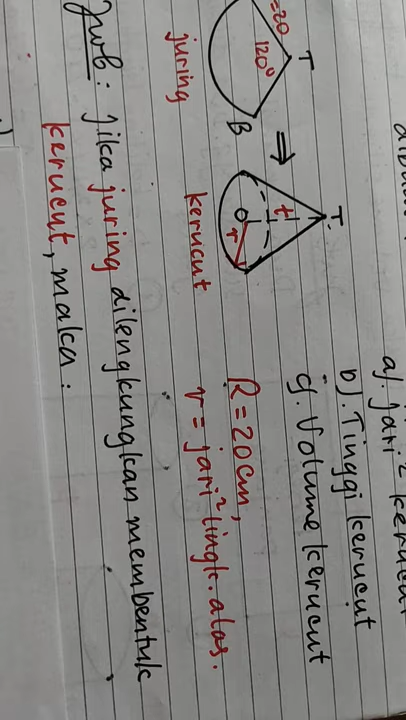 a). jari² kerucut
b). Tinggi kerucut
c). Volume kerucut
=20
T
120°
B
juring
⇒
T.
t
O
r
kerucut
R = 20 cm,
r = jari² lingk. alas.
Jwb : jika juring dilengkungkan membentuk
kerucut, maka :